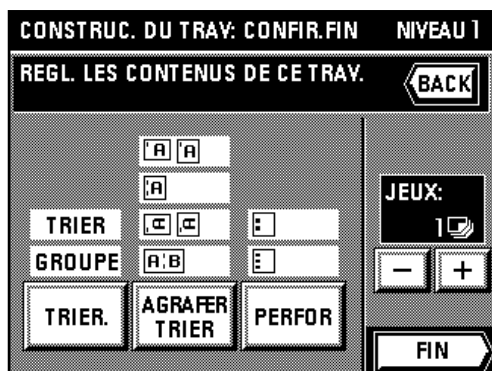 CONSTRUC. DU TRAV: CONFIR.FIN NIVEAU 1
REGL. LES CONTENUS DE CE TRAV.
BACK
A A
A
JEUX:
1
TRIER A A
GROUPE A B
− +
TRIER. AGRAFER TRIER PERFOR
FIN